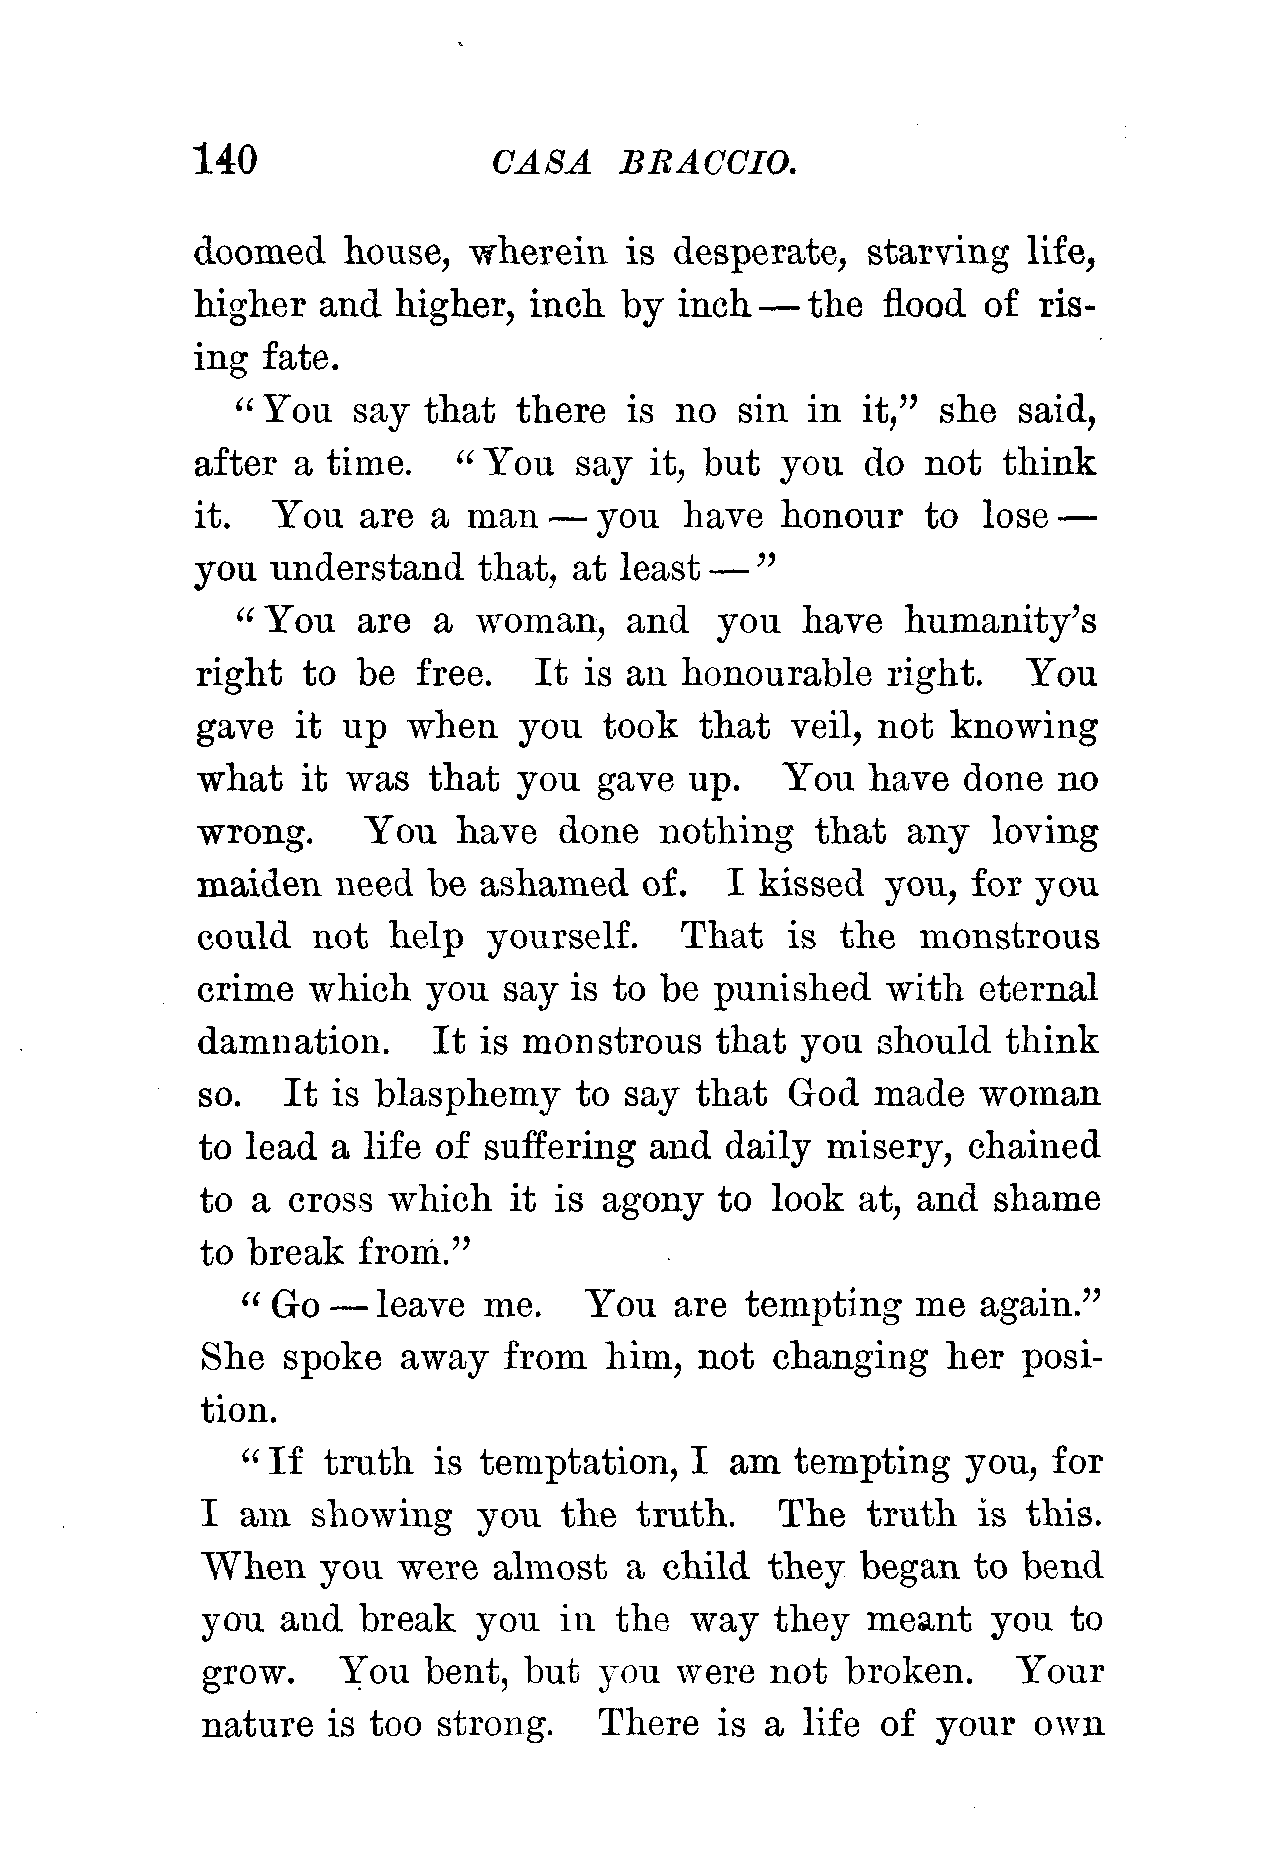 140 CASA BRACCIO.
doomed house, wherein is desperate, starving life,
higher and higher, inch by inch — the flood of ris-
ing fate.
“You say that there is no sin in it,” she said,
after a time. “You say it, but you do not think
it. You are a man — you have honour to lose —
you understand that, at least —”
“You are a woman, and you have humanity’s
right to be free. It is an honourable right. You
gave it up when you took that veil, not knowing
what it was that you gave up. You have done no
wrong. You have done nothing that any loving
maiden need be ashamed of. I kissed you, for you
could not help yourself. That is the monstrous
crime which you say is to be punished with eternal
damnation. It is monstrous that you should think
so. It is blasphemy to say that God made woman
to lead a life of suffering and daily misery, chained
to a cross which it is agony to look at, and shame
to break from.”
“Go — leave me. You are tempting me again.”
She spoke away from him, not changing her posi-
tion.
“If truth is temptation, I am tempting you, for
I am showing you the truth. The truth is this.
When you were almost a child they began to bend
you and break you in the way they meant you to
grow. You bent, but you were not broken. Your
nature is too strong. There is a life of your own